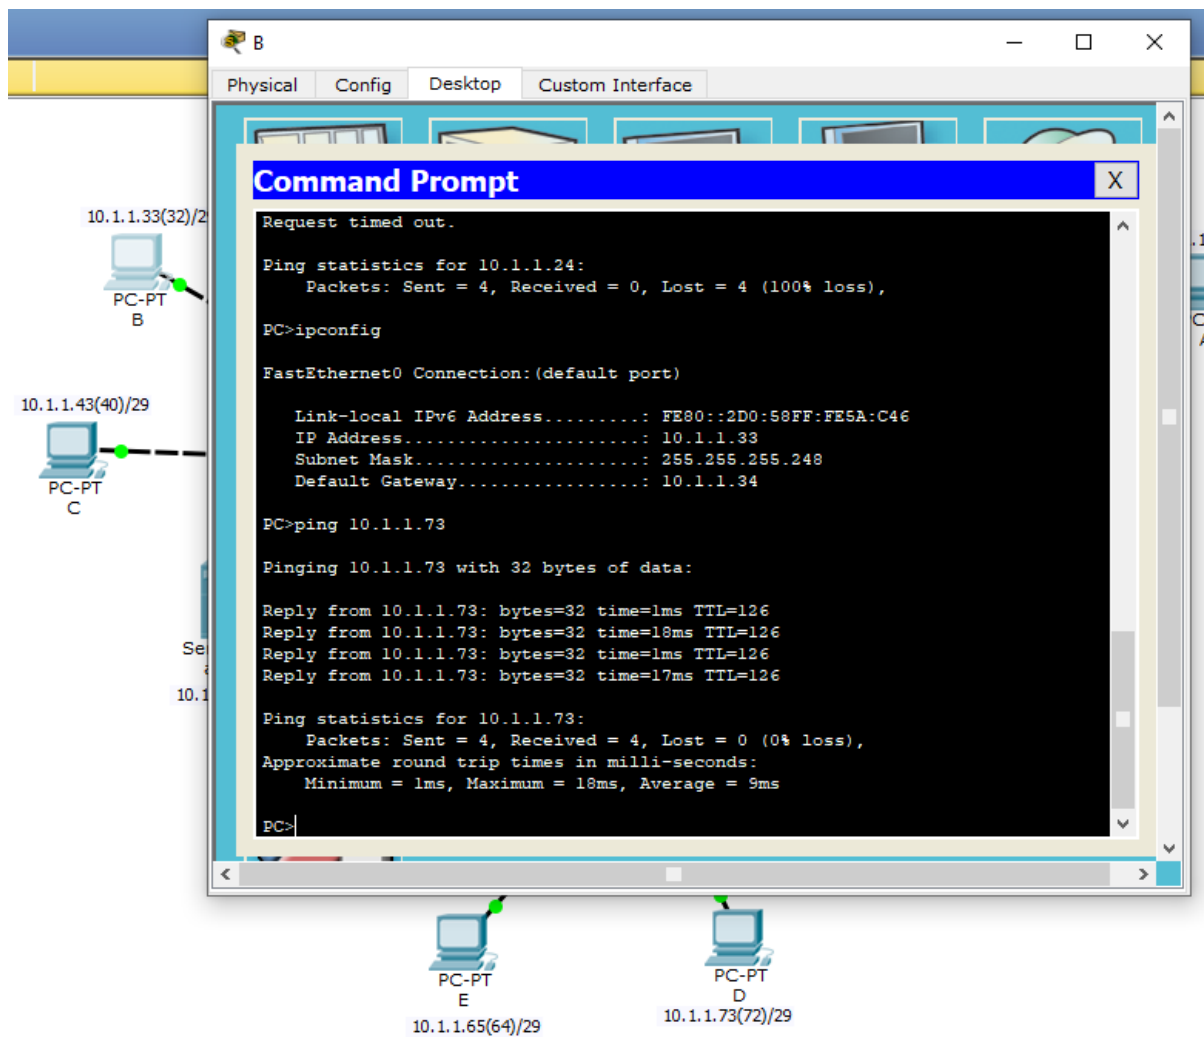 B
Physical Config Desktop Custom Interface
Command Prompt
X
Request timed out.
Ping statistics for 10.1.1.24:
Packets: Sent = 4, Received = 0, Lost = 4 (100% loss),
PC>ipconfig
FastEthernet0 Connection:(default port)
Link-local IPv6 Address.........: FE80::2D0:58FF:FE5A:C46
IP Address......................: 10.1.1.33
Subnet Mask.....................: 255.255.255.248
Default Gateway.................: 10.1.1.34
PC>ping 10.1.1.73
Pinging 10.1.1.73 with 32 bytes of data:
Reply from 10.1.1.73: bytes=32 time=1ms TTL=126
Reply from 10.1.1.73: bytes=32 time=18ms TTL=126
Reply from 10.1.1.73: bytes=32 time=1ms TTL=126
Reply from 10.1.1.73: bytes=32 time=17ms TTL=126
Ping statistics for 10.1.1.73:
Packets: Sent = 4, Received = 4, Lost = 0 (0% loss),
Approximate round trip times in milli-seconds:
Minimum = 1ms, Maximum = 18ms, Average = 9ms
PC>
10.1.1.33(32)/29
PC-PT
B
10.1.1.43(40)/29
PC-PT
C
Se
10.1
PC-PT
E
10.1.1.65(64)/29
PC-PT
D
10.1.1.73(72)/29